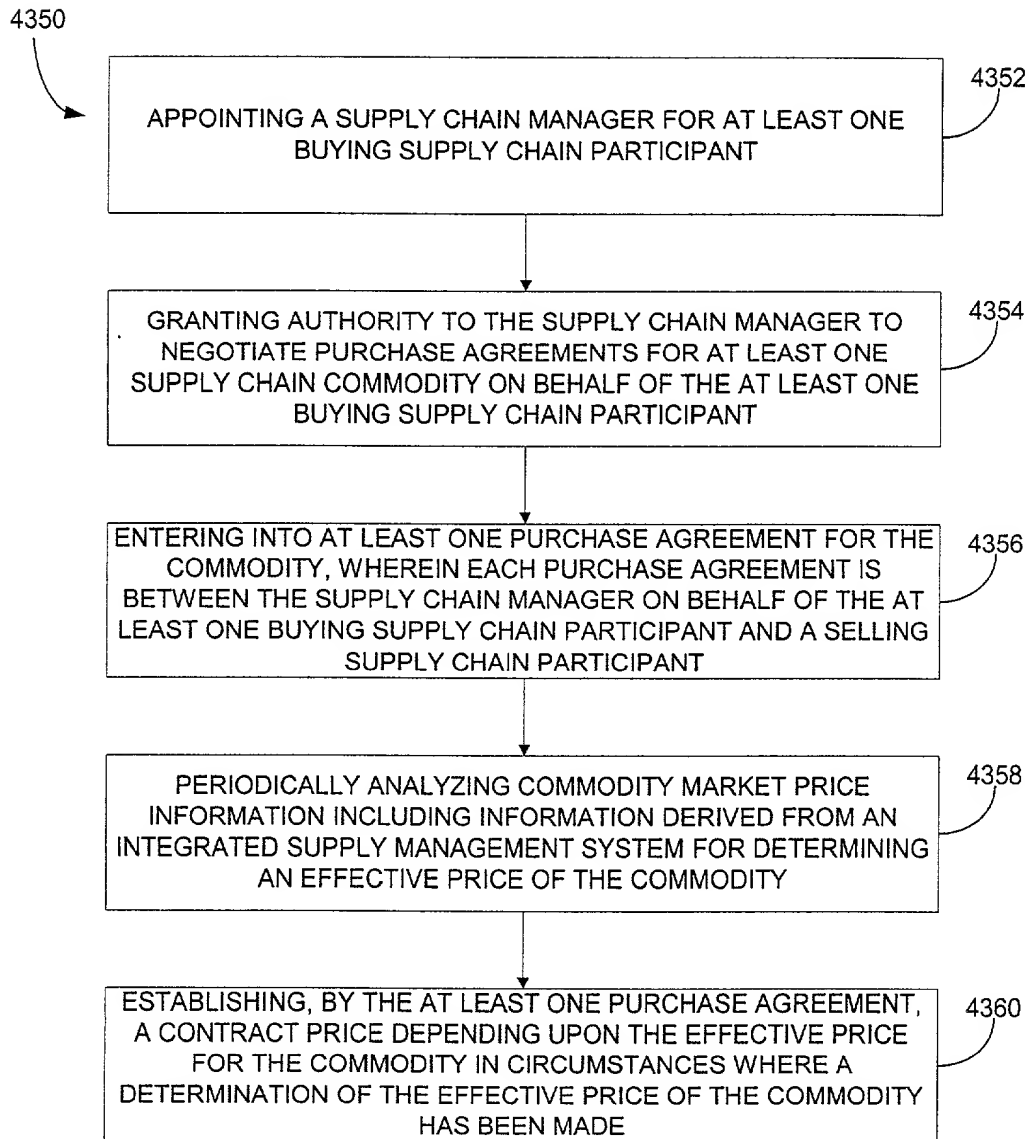 4350
4352
APPOINTING A SUPPLY CHAIN MANAGER FOR AT LEAST ONE
BUYING SUPPLY CHAIN PARTICIPANT
4354
GRANTING AUTHORITY TO THE SUPPLY CHAIN MANAGER TO
NEGOTIATE PURCHASE AGREEMENTS FOR AT LEAST ONE
SUPPLY CHAIN COMMODITY ON BEHALF OF THE AT LEAST ONE
BUYING SUPPLY CHAIN PARTICIPANT
4356
ENTERING INTO AT LEAST ONE PURCHASE AGREEMENT FOR THE
COMMODITY, WHEREIN EACH PURCHASE AGREEMENT IS
BETWEEN THE SUPPLY CHAIN MANAGER ON BEHALF OF THE AT
LEAST ONE BUYING SUPPLY CHAIN PARTICIPANT AND A SELLING
SUPPLY CHAIN PARTICIPANT
4358
PERIODICALLY ANALYZING COMMODITY MARKET PRICE
INFORMATION INCLUDING INFORMATION DERIVED FROM AN
INTEGRATED SUPPLY MANAGEMENT SYSTEM FOR DETERMINING
AN EFFECTIVE PRICE OF THE COMMODITY
4360
ESTABLISHING, BY THE AT LEAST ONE PURCHASE AGREEMENT,
A CONTRACT PRICE DEPENDING UPON THE EFFECTIVE PRICE
FOR THE COMMODITY IN CIRCUMSTANCES WHERE A
DETERMINATION OF THE EFFECTIVE PRICE OF THE COMMODITY
HAS BEEN MADE